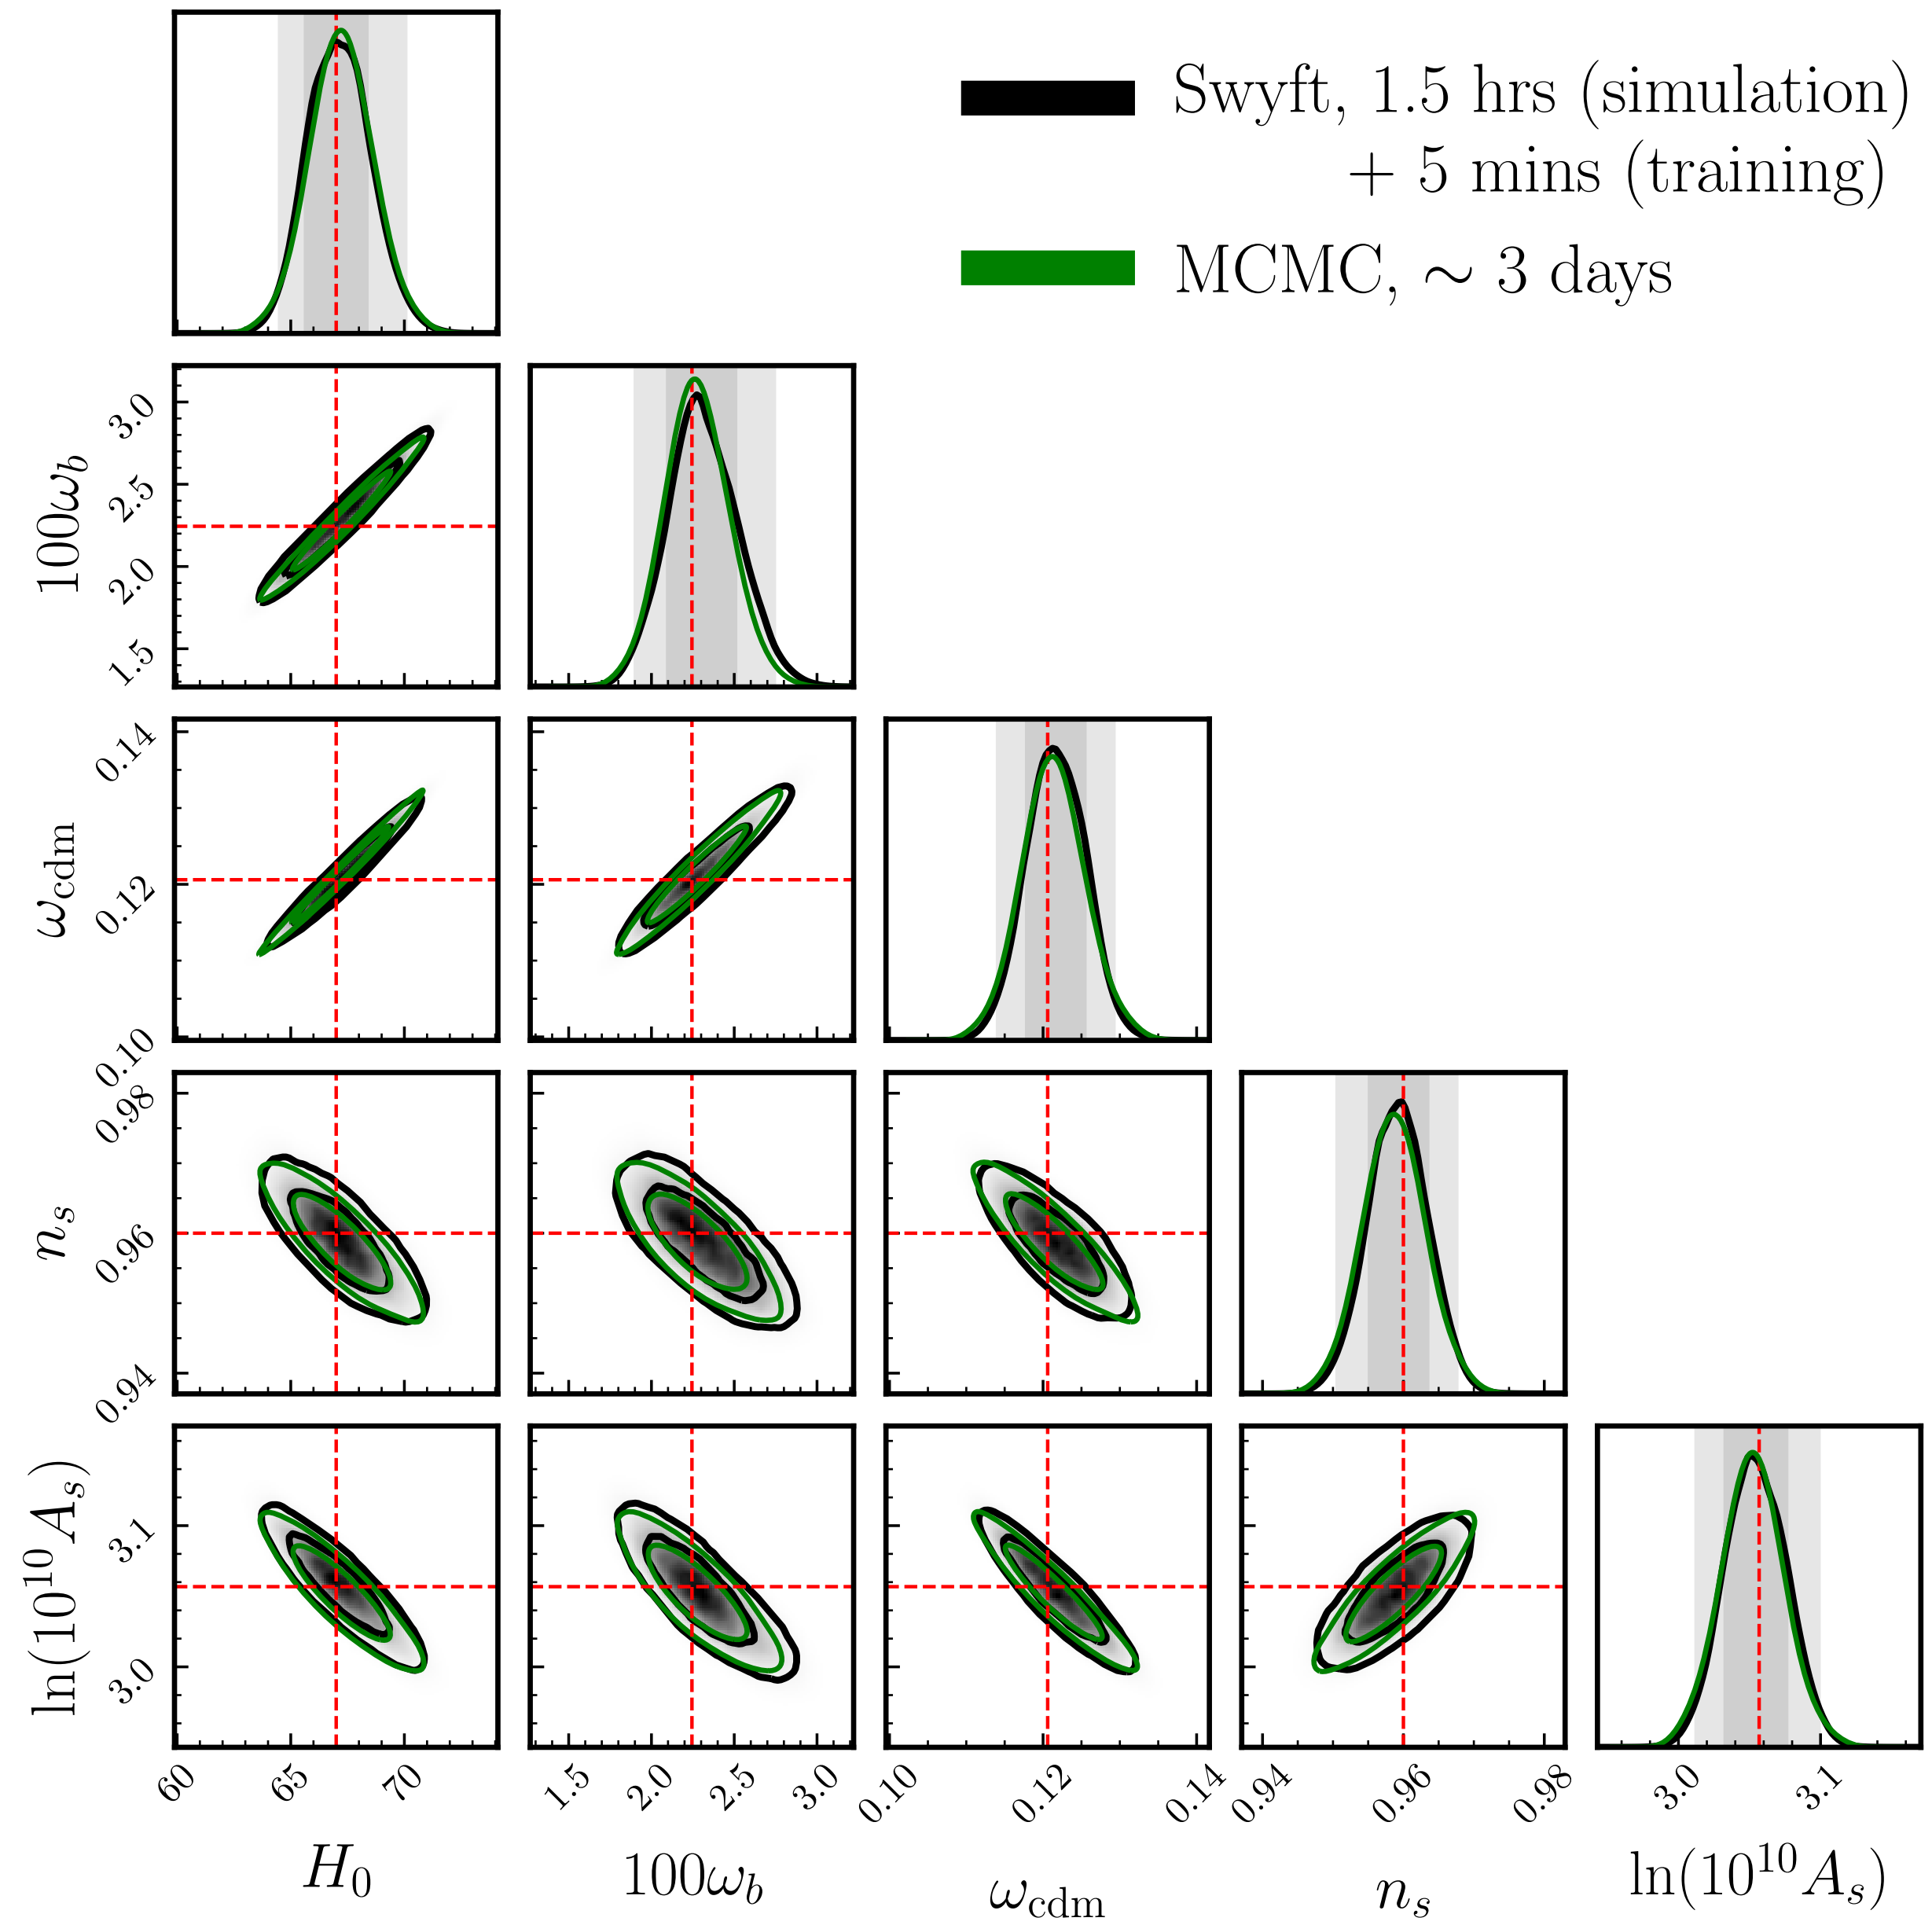 Swyft, 1.5 hrs (simulation)
+ 5 mins (training)
MCMC, ∼ 3 days
100ω_b
3.0
2.5
2.0
1.5
ω_cdm
0.14
0.12
0.10
n_s
0.98
0.96
0.94
ln(10^10 A_s)
3.1
3.0
60 65 70 1.5 2.0 2.5 3.0 0.10 0.12 0.14 0.94 0.96 0.98 3.0 3.1
H_0 100ω_b ω_cdm n_s ln(10^10 A_s)